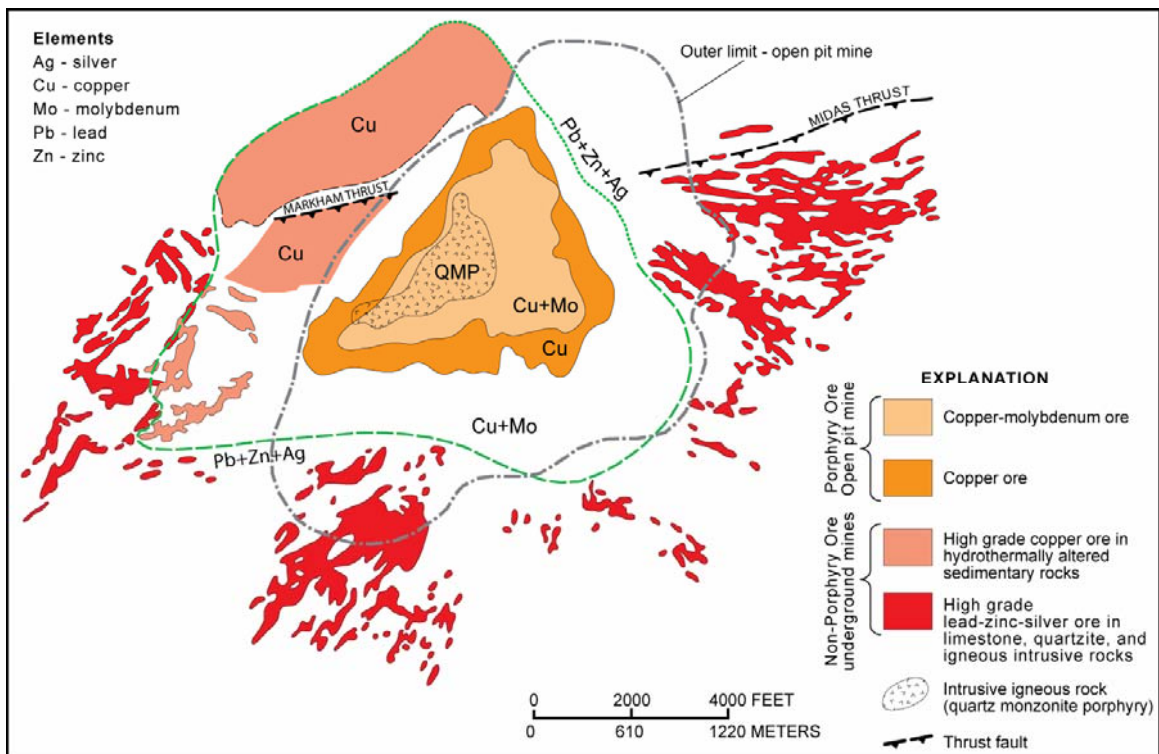 Elements
Ag - silver
Cu - copper
Mo - molybdenum
Pb - lead
Zn - zinc
Outer limit - open pit mine
MIDAS THRUST
Cu
Pb+Zn+Ag
MARKHAM THRUST
Cu
QMP
Cu+Mo
Cu
Cu+Mo
Pb+Zn+Ag
EXPLANATION
Porphyry Ore
Open pit mine
Copper-molybdenum ore
Copper ore
Non-Porphyry Ore
underground mines
High grade copper ore in
hydrothermally altered
sedimentary rocks
High grade
lead-zinc-silver ore in
limestone, quartzite, and
igneous intrusive rocks
Intrusive igneous rock
(quartz monzonite porphyry)
Thrust fault
0 2000 4000 FEET
0 610 1220 METERS